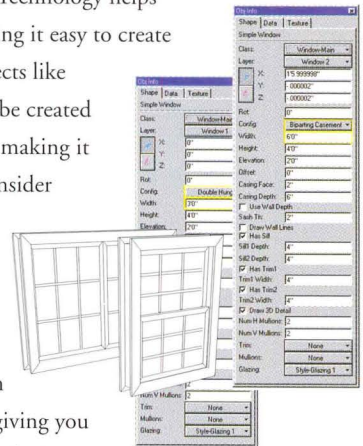 Technology helps
ng it easy to create
ects like
be created
making it
nsider
n
giving you
Obj Info
Shape Data Texture
Simple Window
Class: Window-Main
Layer: Window 2
X: 1'5.999998"
Y: -.000002"
Z: -.000002"
Rot: 0"
Config: Biparting Casement
Width: 6'0"
Height: 4'0"
Elevation: 2'0"
Offset: 0"
Casing Face: 2"
Casing Depth: 6"
Use Wall Depth
Sash Th: 2"
Draw Wall Lines
Has Sill
Sill1 Depth: 4"
Sill2 Depth: 4"
Has Trim1
Trim1 Width: 4"
Has Trim2
Trim2 Width: 4"
Draw 3D Detail
Num H Mullions: 2
Num V Mullions: 2
Trim: None
Mullions: None
Glazing: Style-Glazing 1
Obj Info
Shape Data Texture
Simple Window
Class: Window-Mai
Layer: Window 1
X: 0"
Y: 0"
Z: 0"
Rot: 0"
Config: Double Hung
Width: 3'0"
Height: 4'0"
Elevation: 2'0"
Num V Mullions: 2
Trim: None
Mullions: None
Glazing: Style-Glazing 1